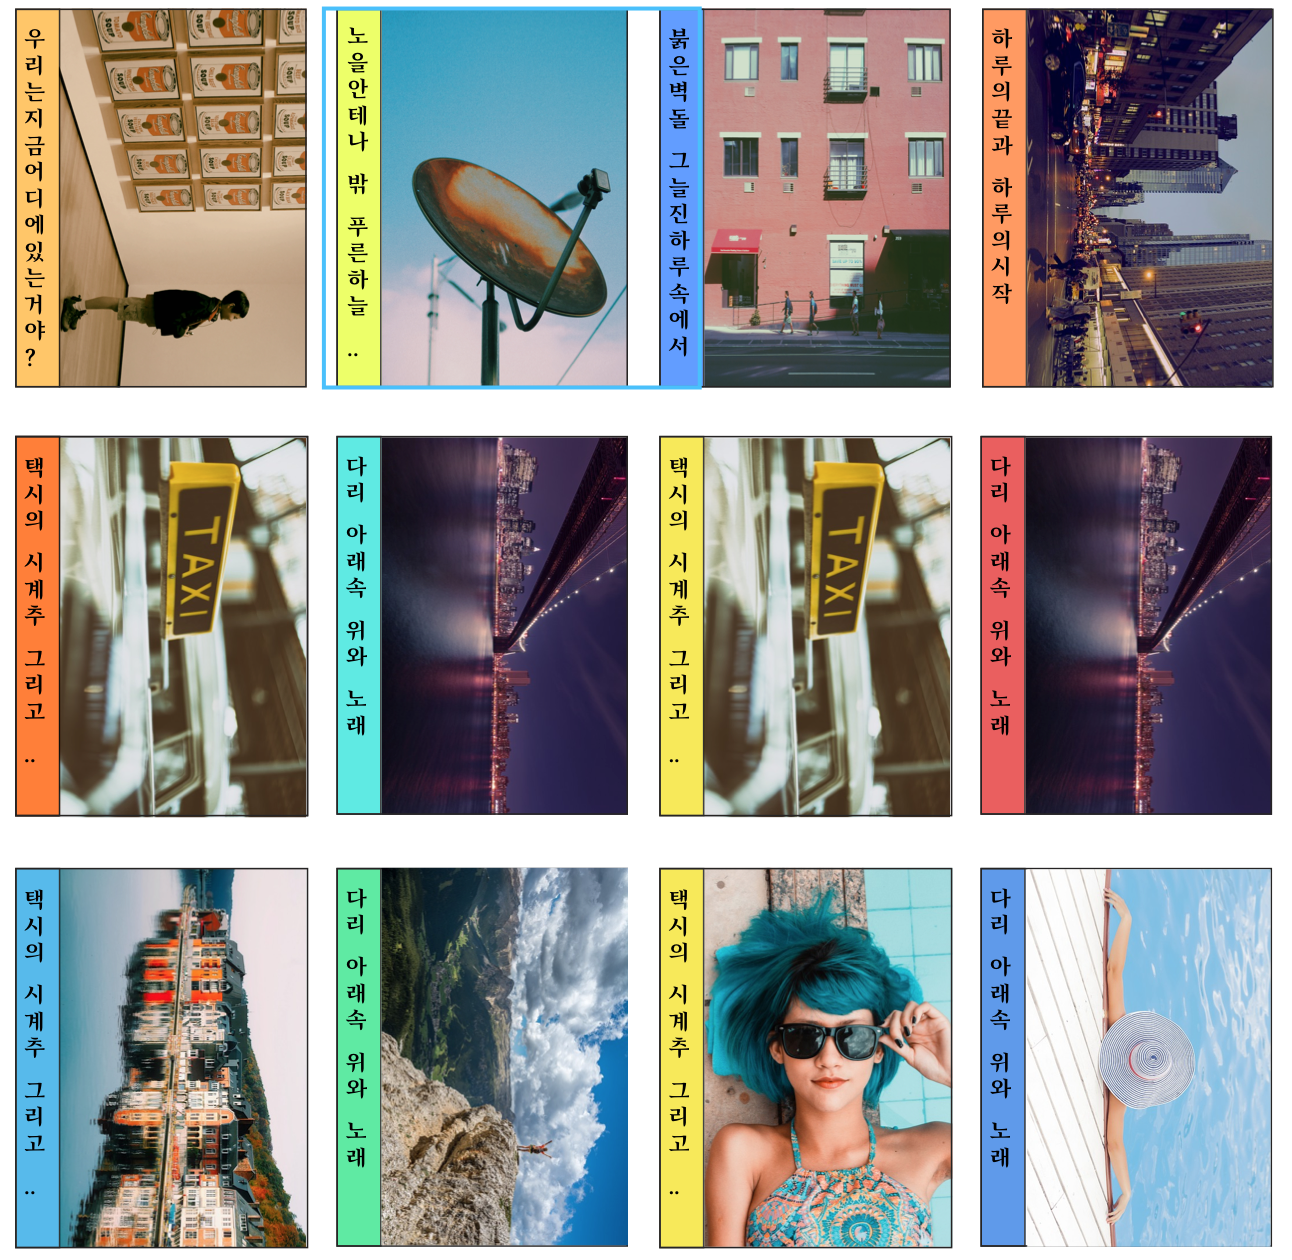 우리는지금어디에있는거야?
노을안테나 밖 푸른하늘 ..
붉은벽돌 그늘진하루속에서
하루의끝과 하루의시작
SOUP
택시의 시계추 그리고 ..
TAXI
다리 아래속 위와 노래
택시의 시계추 그리고 ..
TAXI
다리 아래속 위와 노래
택시의 시계추 그리고 ..
다리 아래속 위와 노래
택시의 시계추 그리고 ..
다리 아래속 위와 노래